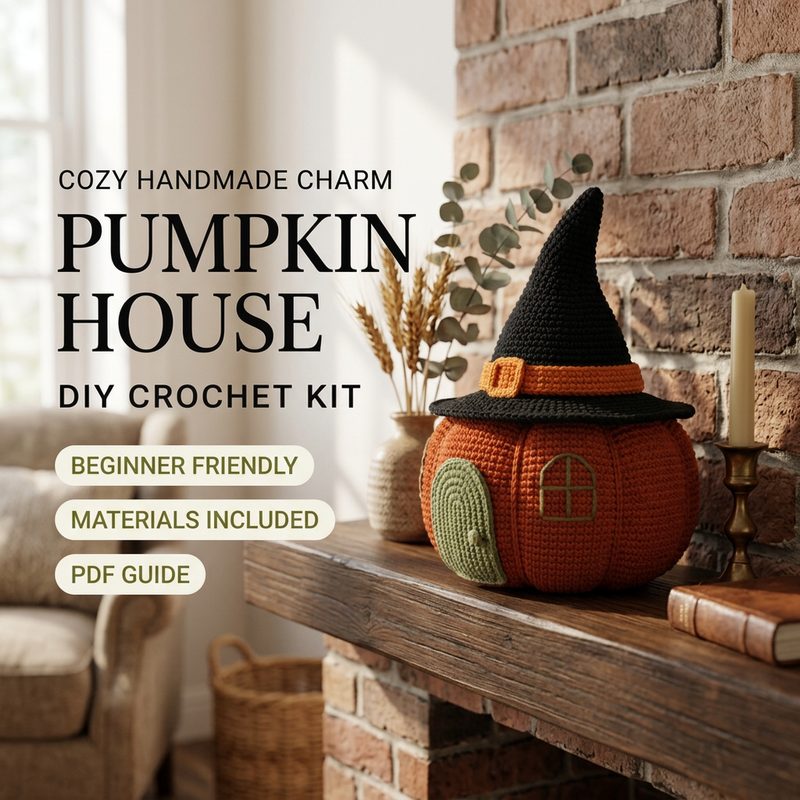 COZY HANDMADE CHARM
PUMPKIN
HOUSE
DIY CROCHET KIT
BEGINNER FRIENDLY
MATERIALS INCLUDED
PDF GUIDE